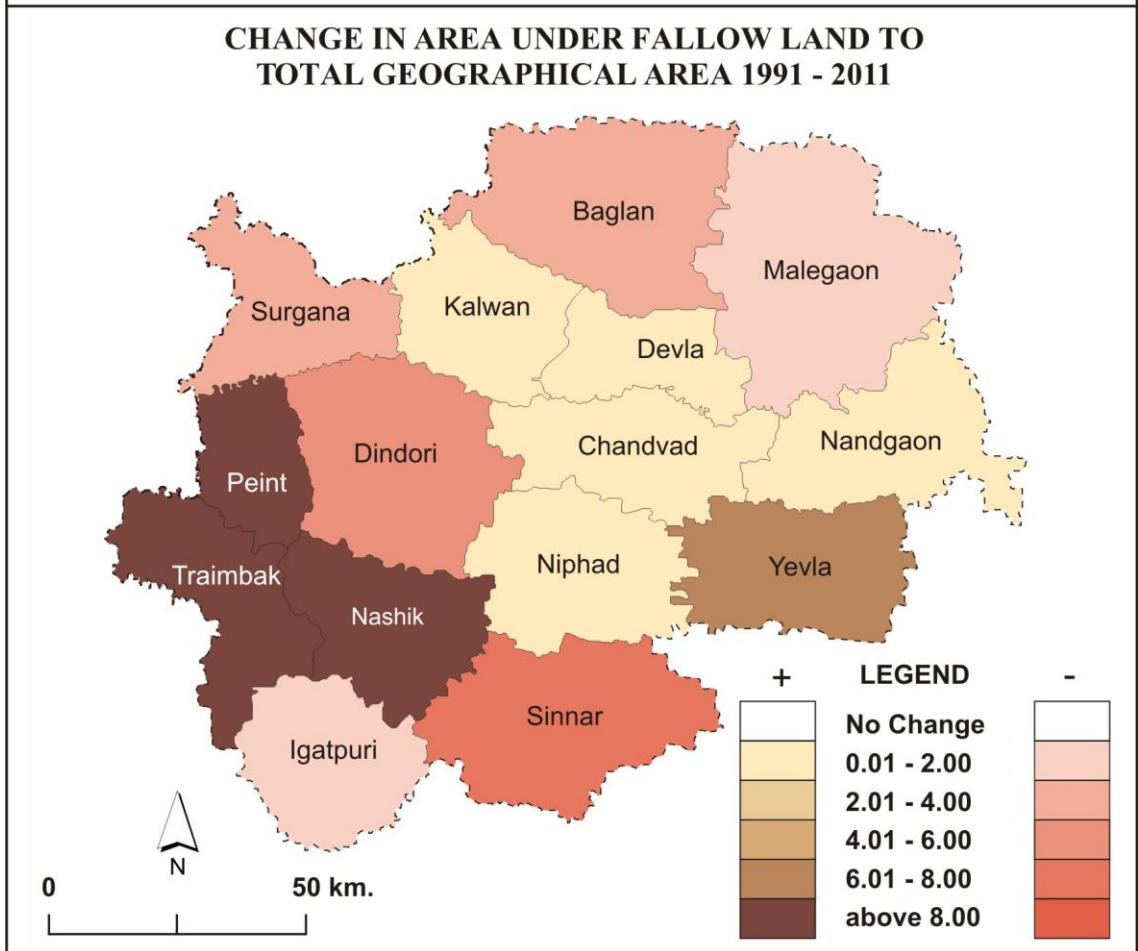 CHANGE IN AREA UNDER FALLOW LAND TO
TOTAL GEOGRAPHICAL AREA 1991 - 2011
Baglan
Malegaon
Surgana
Kalwan
Devla
Chandvad
Nandgaon
Dindori
Peint
Niphad
Yevla
Traimbak
Nashik
Sinnar
Igatpuri
+ LEGEND -
No Change
0.01 - 2.00
2.01 - 4.00
4.01 - 6.00
6.01 - 8.00
above 8.00
N
0 50 km.